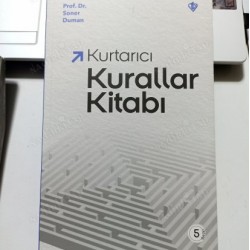 Prof. Dr.
Soner
Duman
Kurtarıcı
Kurallar
Kitabı
5